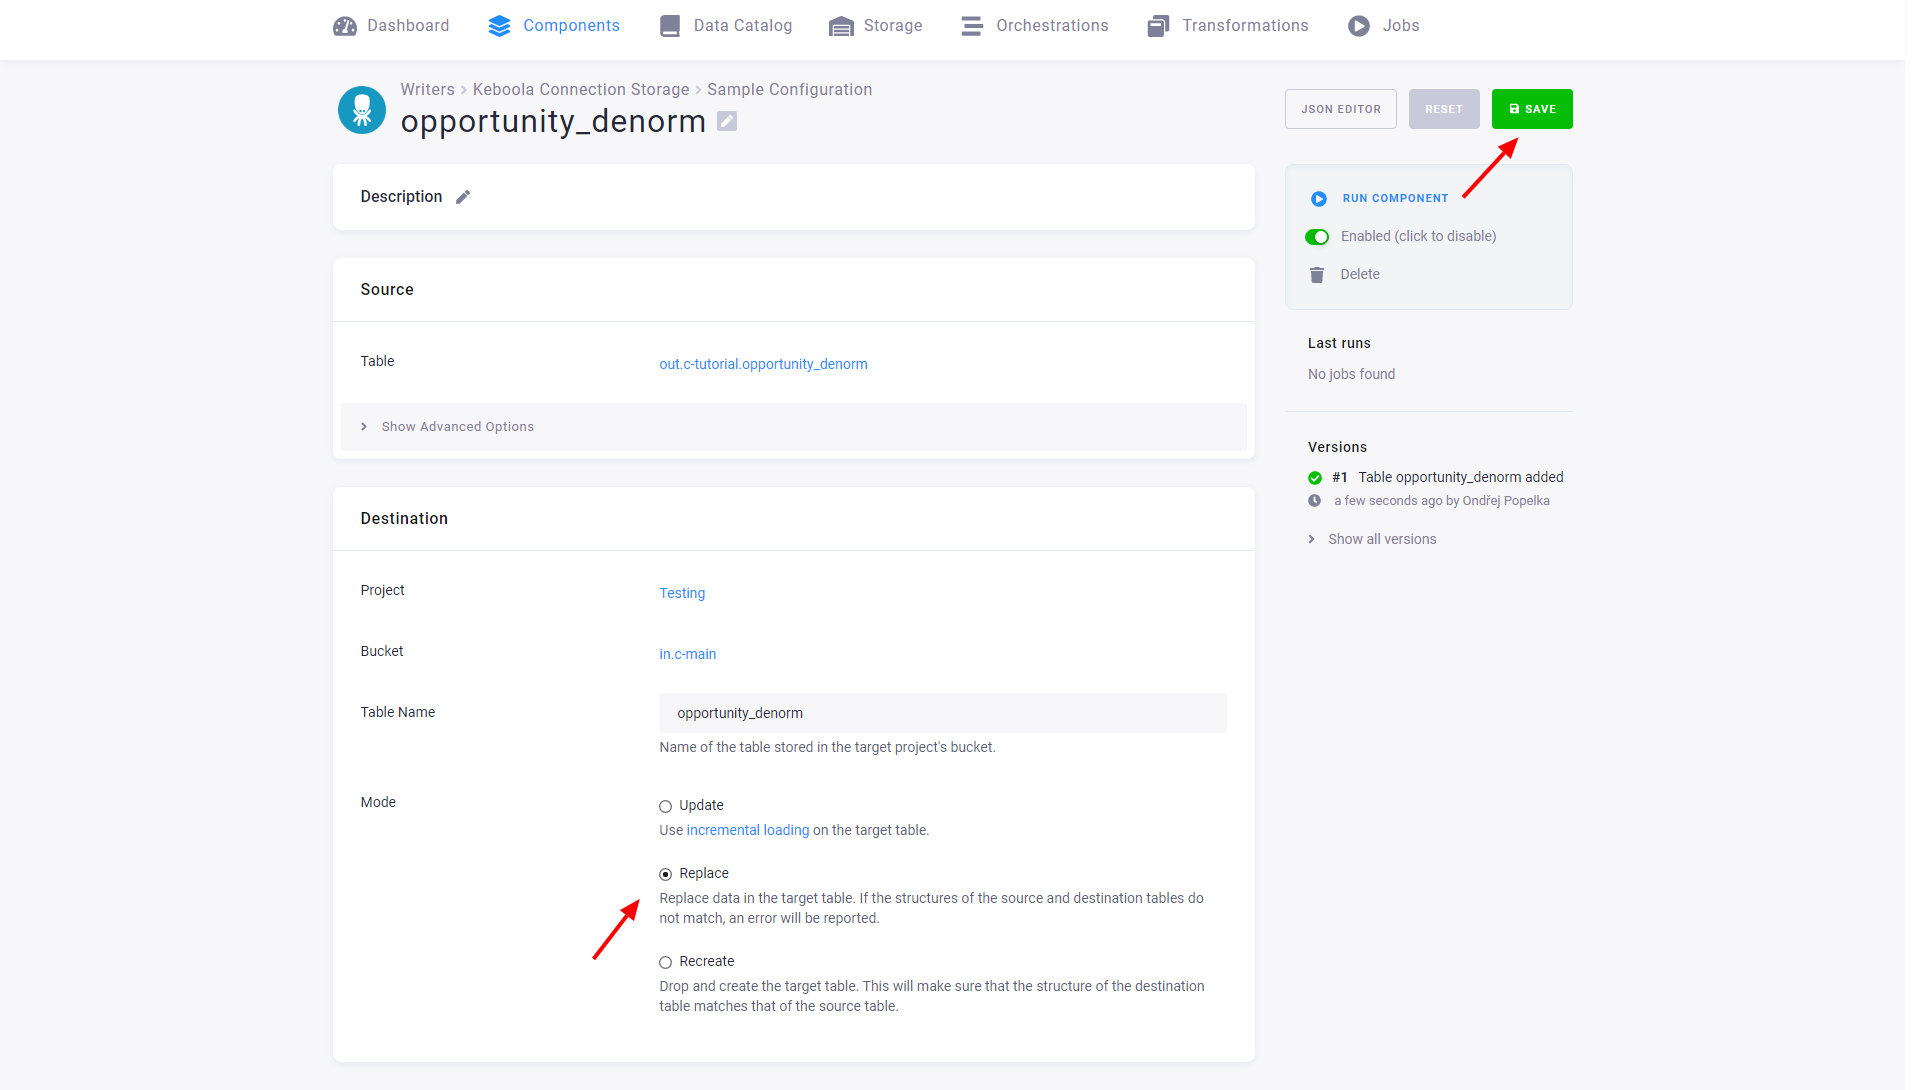 Dashboard
Components
Data Catalog
Storage
Orchestrations
Transformations
Jobs
Writers > Keboola Connection Storage > Sample Configuration
opportunity_denorm
JSON EDITOR
RESET
SAVE
Description
RUN COMPONENT
Enabled (click to disable)
Delete
Source
Table
out.c-tutorial.opportunity_denorm
Show Advanced Options
Last runs
No jobs found
Versions
#1 Table opportunity_denorm added
a few seconds ago by Ondřej Popelka
Show all versions
Destination
Project
Testing
Bucket
in.c-main
Table Name
opportunity_denorm
Name of the table stored in the target project's bucket.
Mode
Update
Use incremental loading on the target table.
Replace
Replace data in the target table. If the structures of the source and destination tables do
not match, an error will be reported.
Recreate
Drop and create the target table. This will make sure that the structure of the destination
table matches that of the source table.